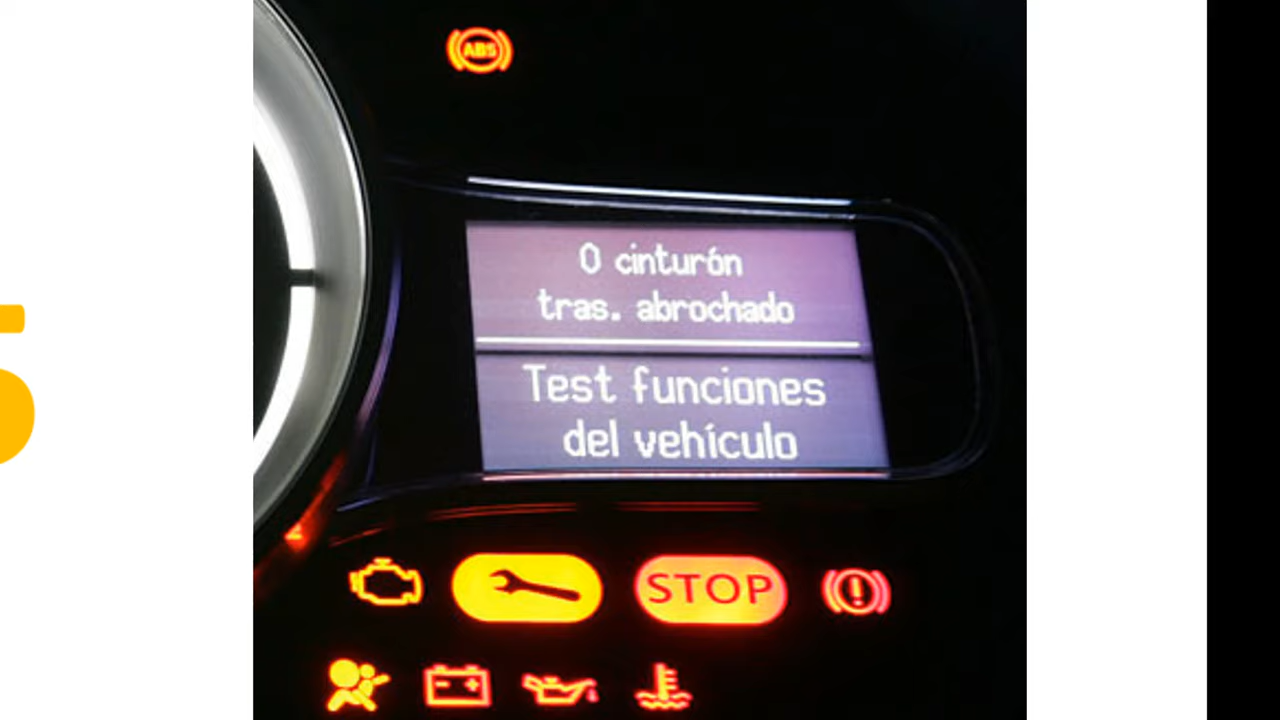 ABS
0 cinturón
tras. abrochado
Test funciones
del vehículo
STOP